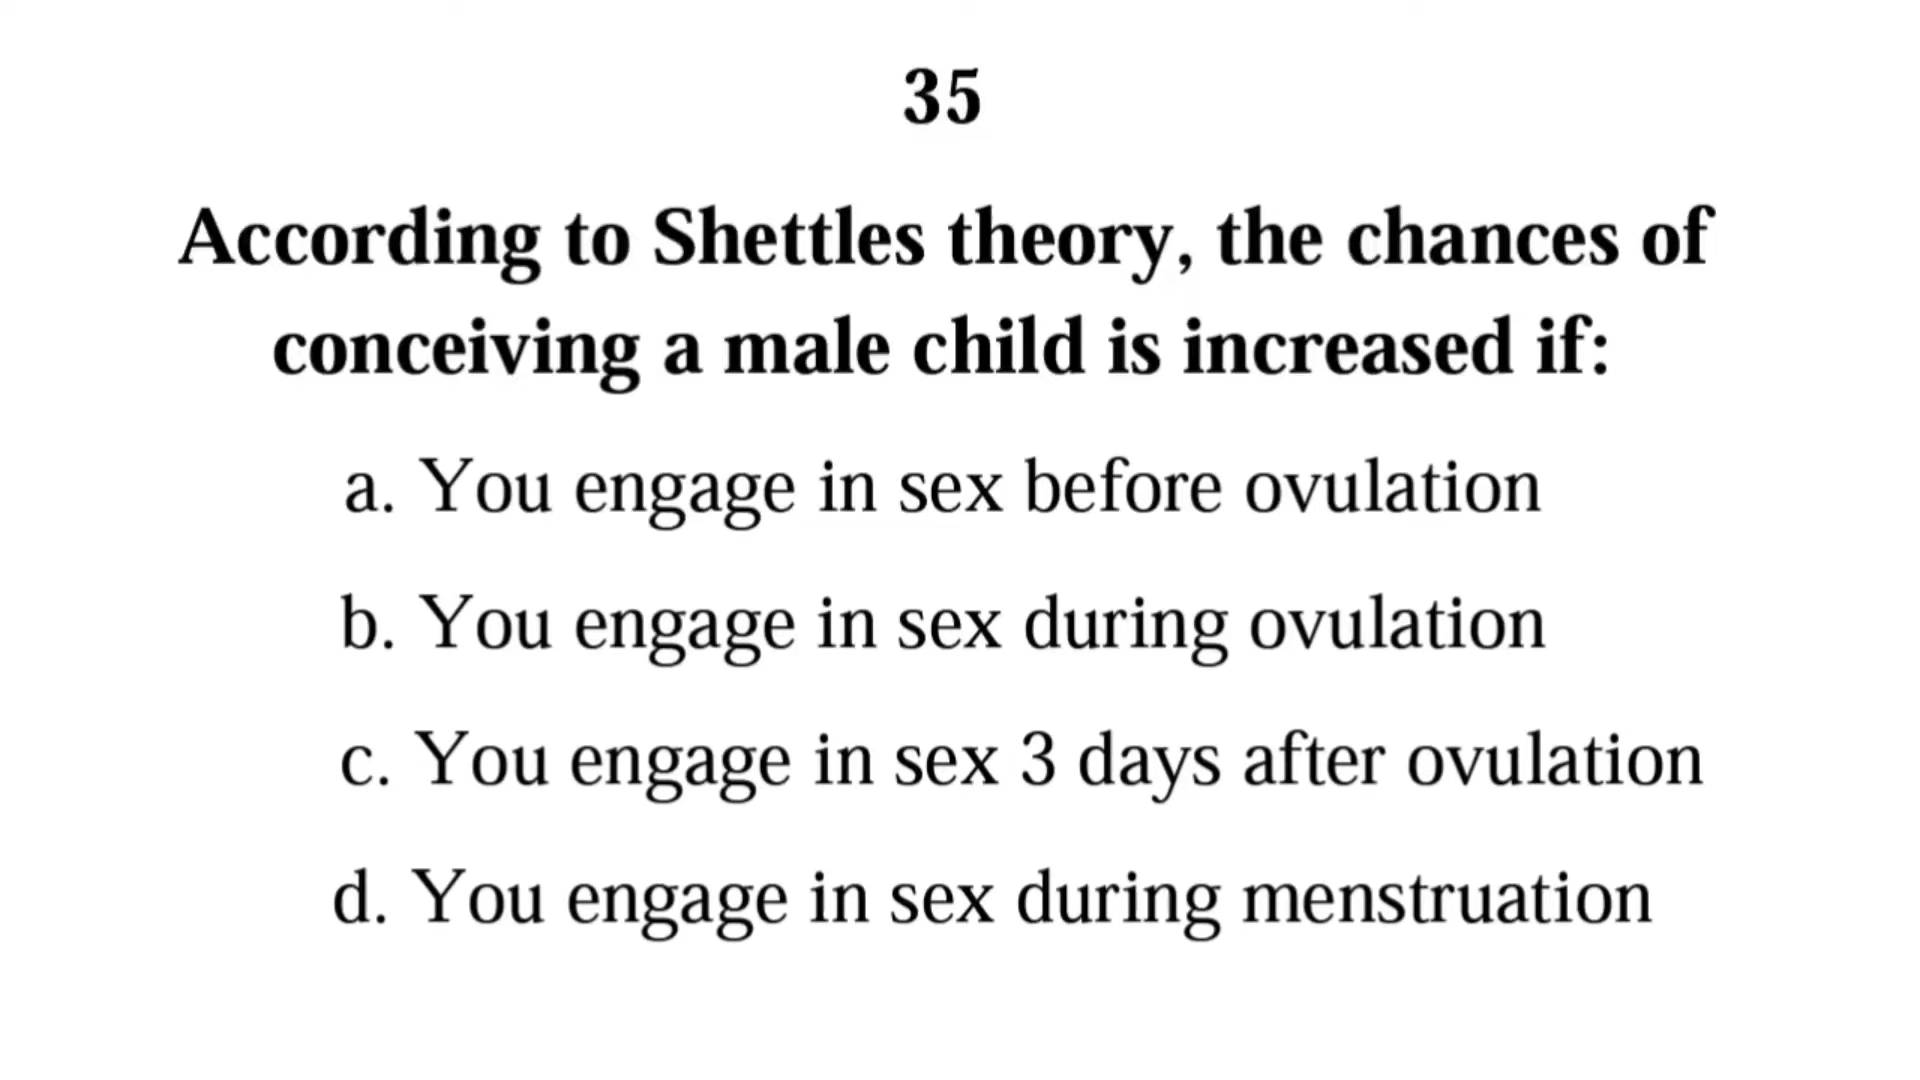 35
According to Shettles theory, the chances of
conceiving a male child is increased if:
a. You engage in sex before ovulation
b. You engage in sex during ovulation
c. You engage in sex 3 days after ovulation
d. You engage in sex during menstruation